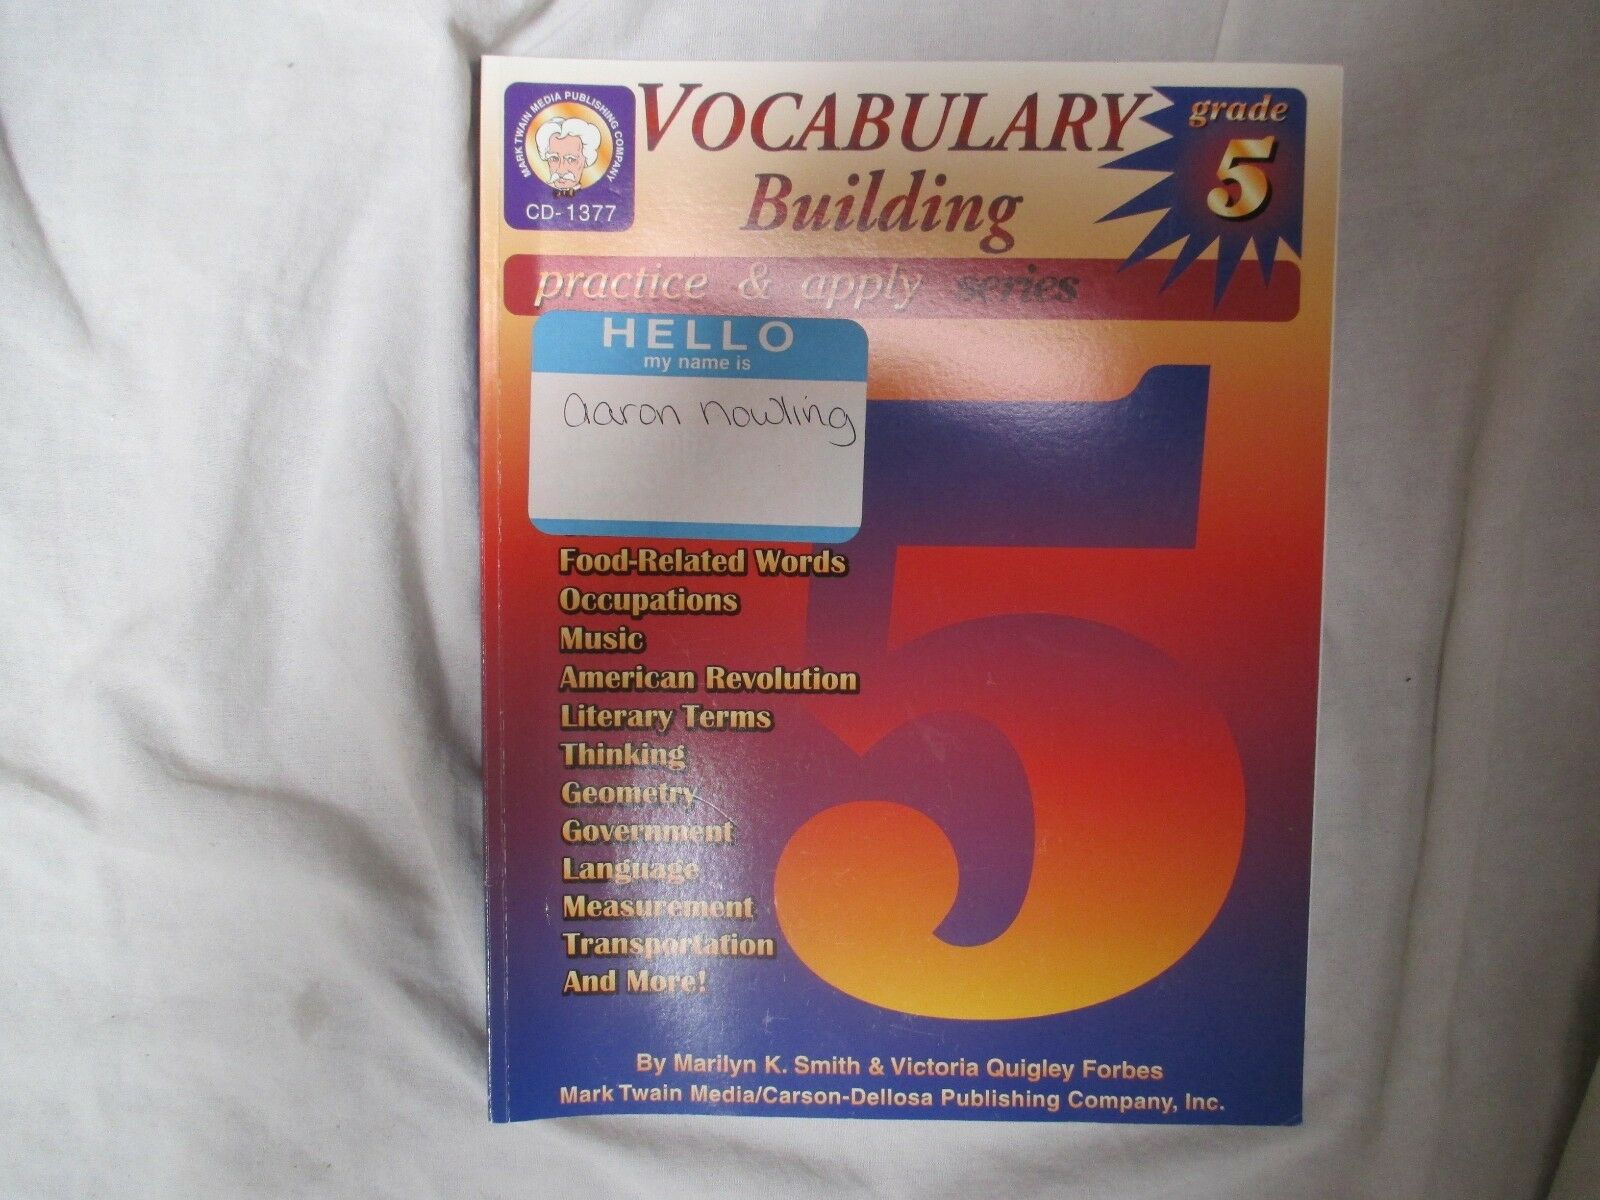 MARK TWAIN MEDIA PUBLISHING COMPANY
CD-1377
VOCABULARY
Building
grade
5
practice & apply series
HELLO
my name is
aaron nowling
5
Food-Related Words
Occupations
Music
American Revolution
Literary Terms
Thinking
Geometry
Government
Language
Measurement
Transportation
And More!
By Marilyn K. Smith & Victoria Quigley Forbes
Mark Twain Media/Carson-Dellosa Publishing Company, Inc.